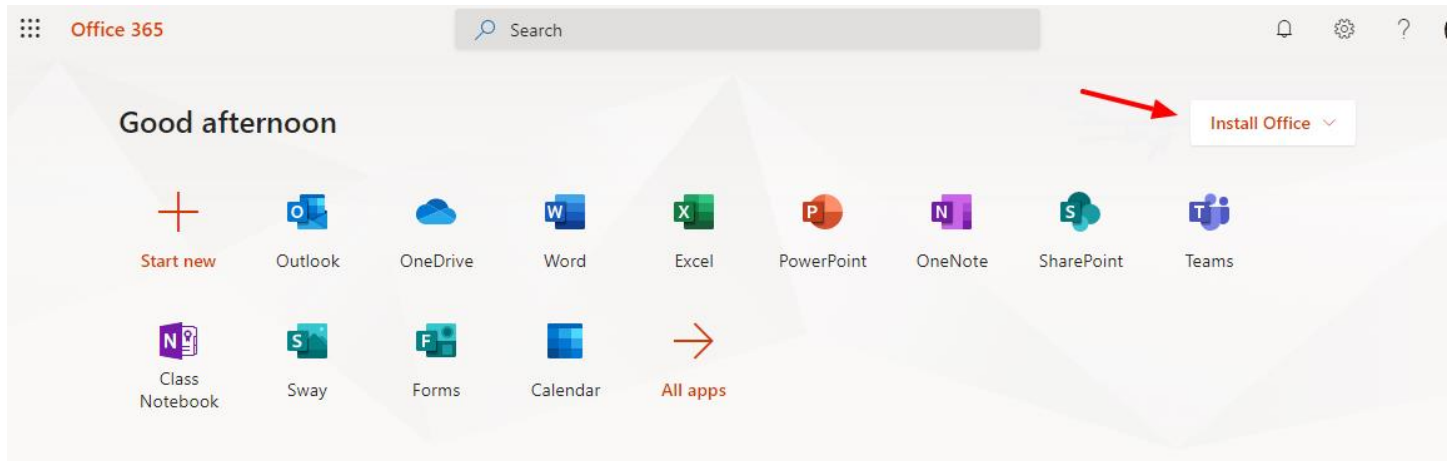 Office 365
Search
?
Good afternoon
Install Office
Start new
Outlook
OneDrive
Word
Excel
PowerPoint
OneNote
SharePoint
Teams
Class
Notebook
Sway
Forms
Calendar
All apps